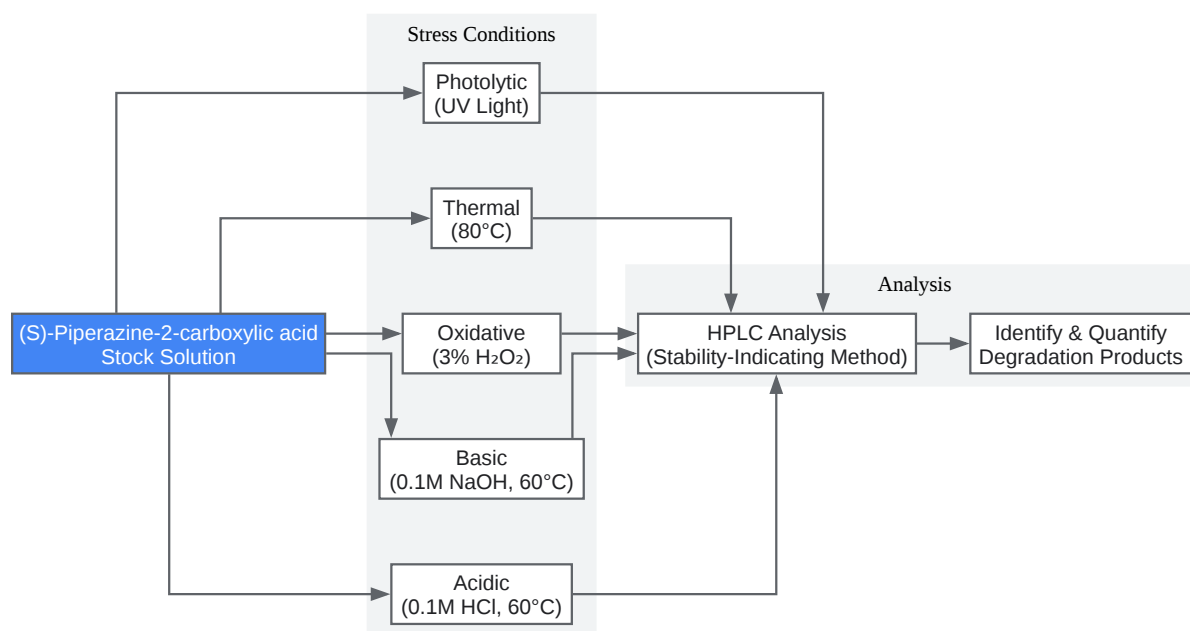 Stress Conditions
Photolytic
(UV Light)
Thermal
(80°C)
Analysis
(S)-Piperazine-2-carboxylic acid
Stock Solution
Oxidative
(3% H₂O₂)
HPLC Analysis
(Stability-Indicating Method)
Identify & Quantify
Degradation Products
Basic
(0.1M NaOH, 60°C)
Acidic
(0.1M HCl, 60°C)